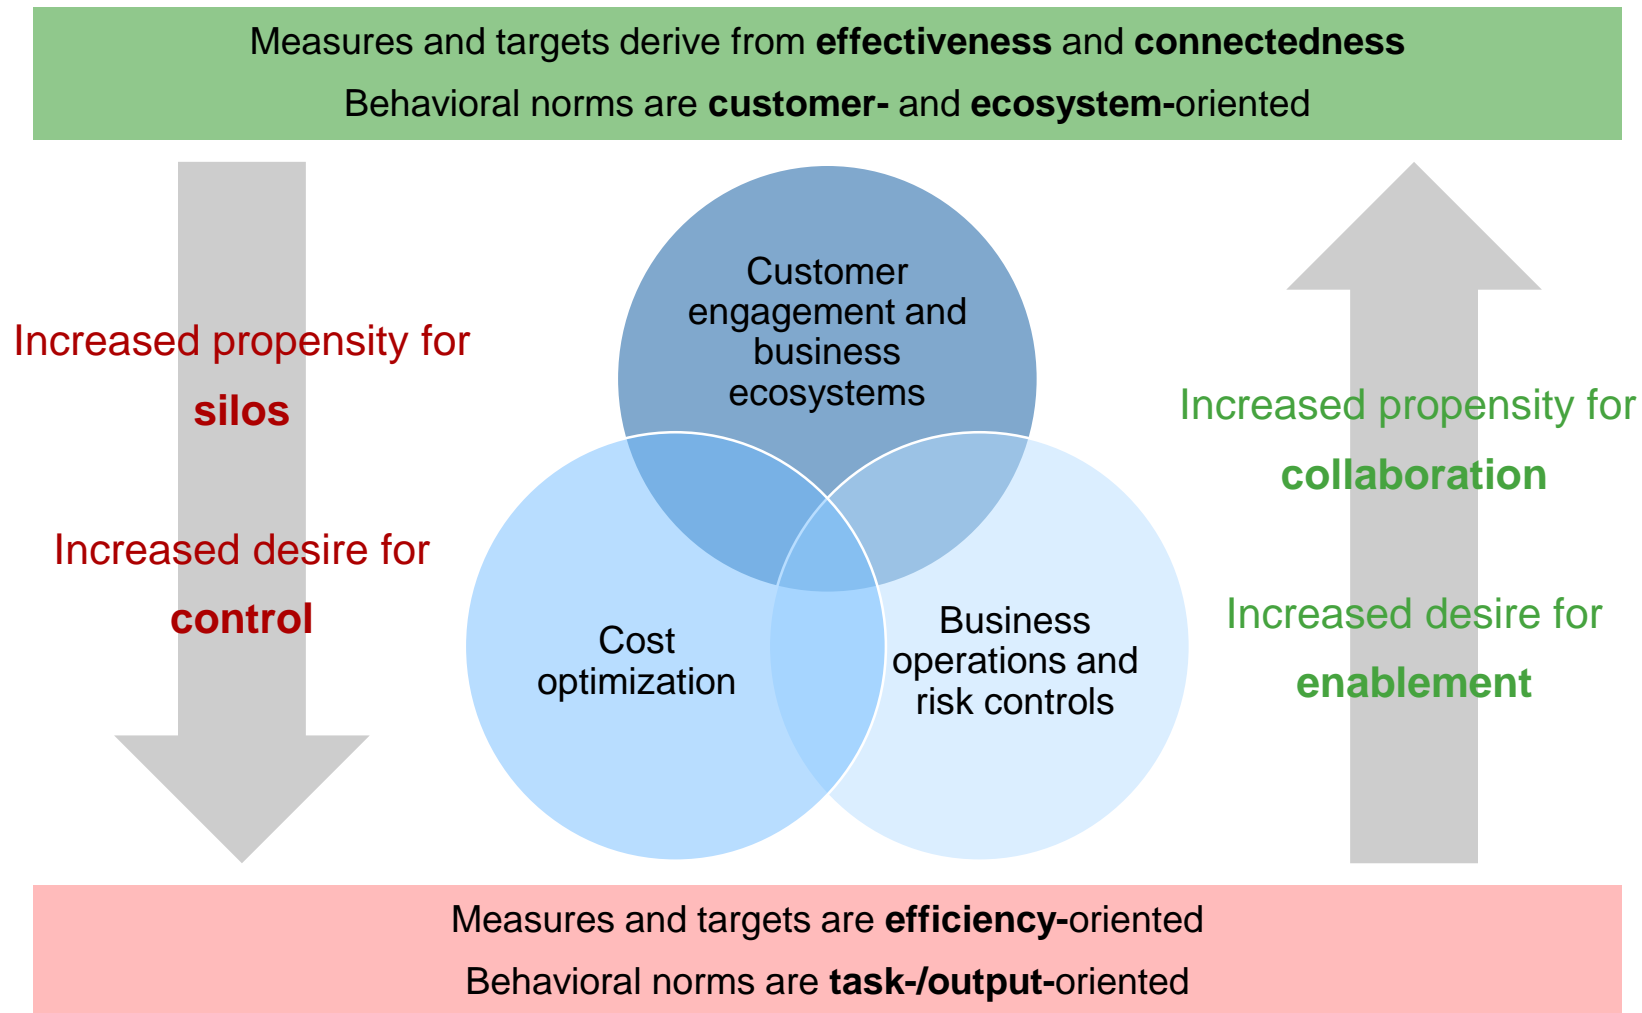 Measures and targets derive from effectiveness and connectedness
Behavioral norms are customer- and ecosystem-oriented
Increased propensity for
silos
Increased desire for
control
Customer
engagement and
business
ecosystems
Cost
optimization
Business
operations and
risk controls
Increased propensity for
collaboration
Increased desire for
enablement
Measures and targets are efficiency-oriented
Behavioral norms are task-/output-oriented